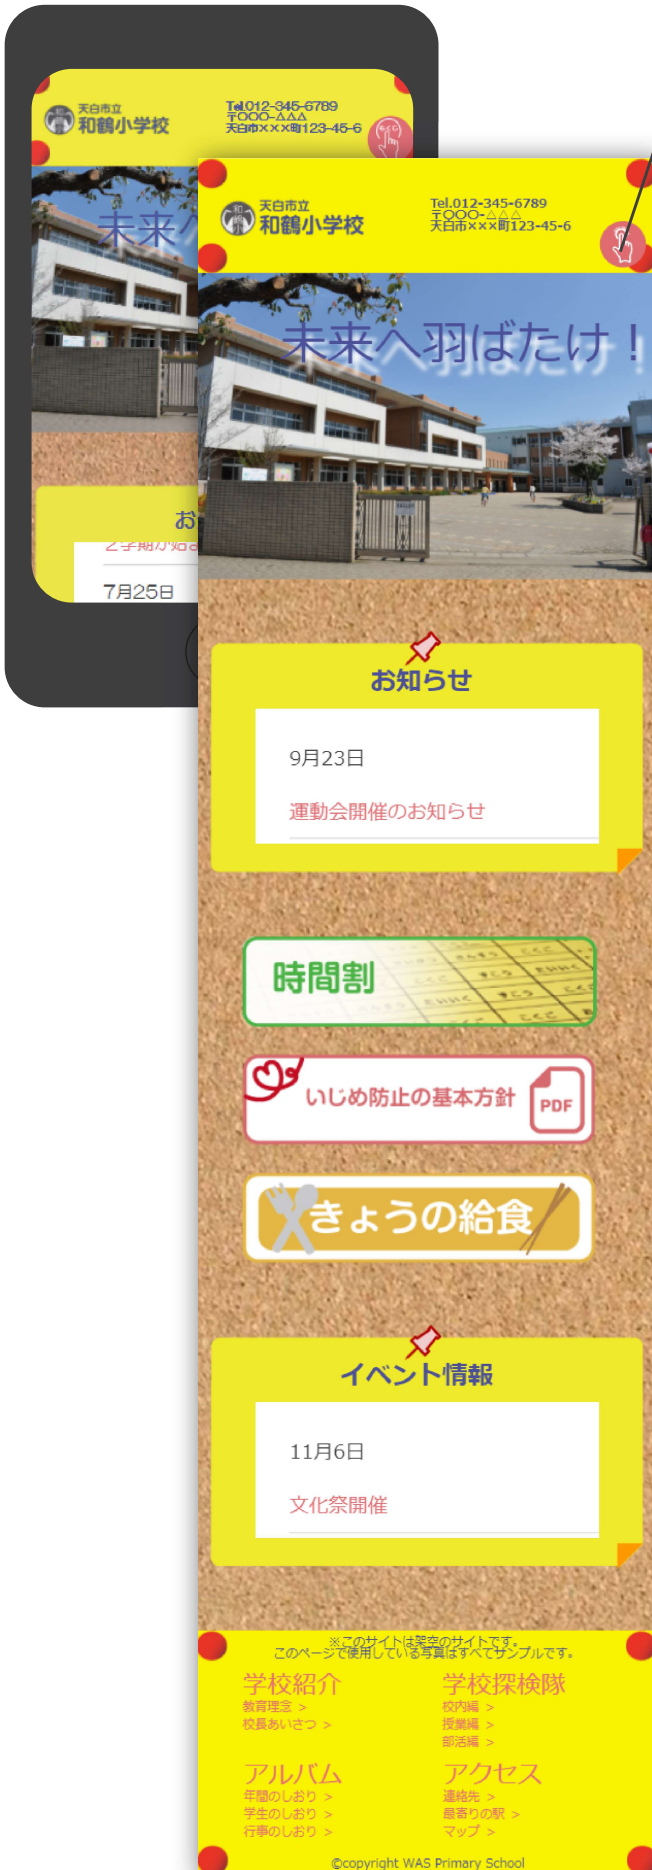 天白市立
和鶴小学校
Tel.012-345-6789
〒〇〇〇-△△△
天白市×××町123-45-6
未来へ
お
2学期が始ま
7月25日
天白市立
和鶴小学校
Tel.012-345-6789
〒〇〇〇-△△△
天白市×××町123-45-6
未来へ羽ばたけ！
お知らせ
9月23日
運動会開催のお知らせ
時間割
いじめ防止の基本方針
PDF
きょうの給食
イベント情報
11月6日
文化祭開催
※このサイトは架空のサイトです。
このページで使用している写真はすべてサンプルです。
学校紹介
教育理念 >
校長あいさつ >
学校探検隊
校内編 >
授業編 >
部活編 >
アルバム
年間のしおり >
学生のしおり >
行事のしおり >
アクセス
連絡先 >
最寄りの駅 >
マップ >
©copyright WAS Primary School